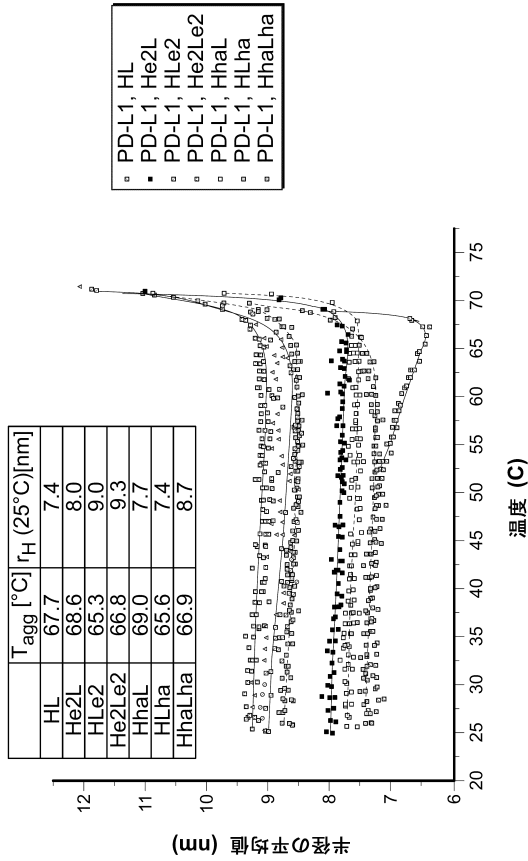 Tagg [°C] rH (25°C)[nm]
HL 67.7 7.4
He2L 68.6 8.0
HLe2 65.3 9.0
He2Le2 66.8 9.3
HhaL 69.0 7.7
HLha 65.6 7.4
HhaLha 66.9 8.7
PD-L1, HL
PD-L1, He2L
PD-L1, HLe2
PD-L1, He2Le2
PD-L1, HhaL
PD-L1, HLha
PD-L1, HhaLha
半径の平均値 (nm)
12
11
10
9
8
7
6
20 25 30 35 40 45 50 55 60 65 70 75
温度 (C)